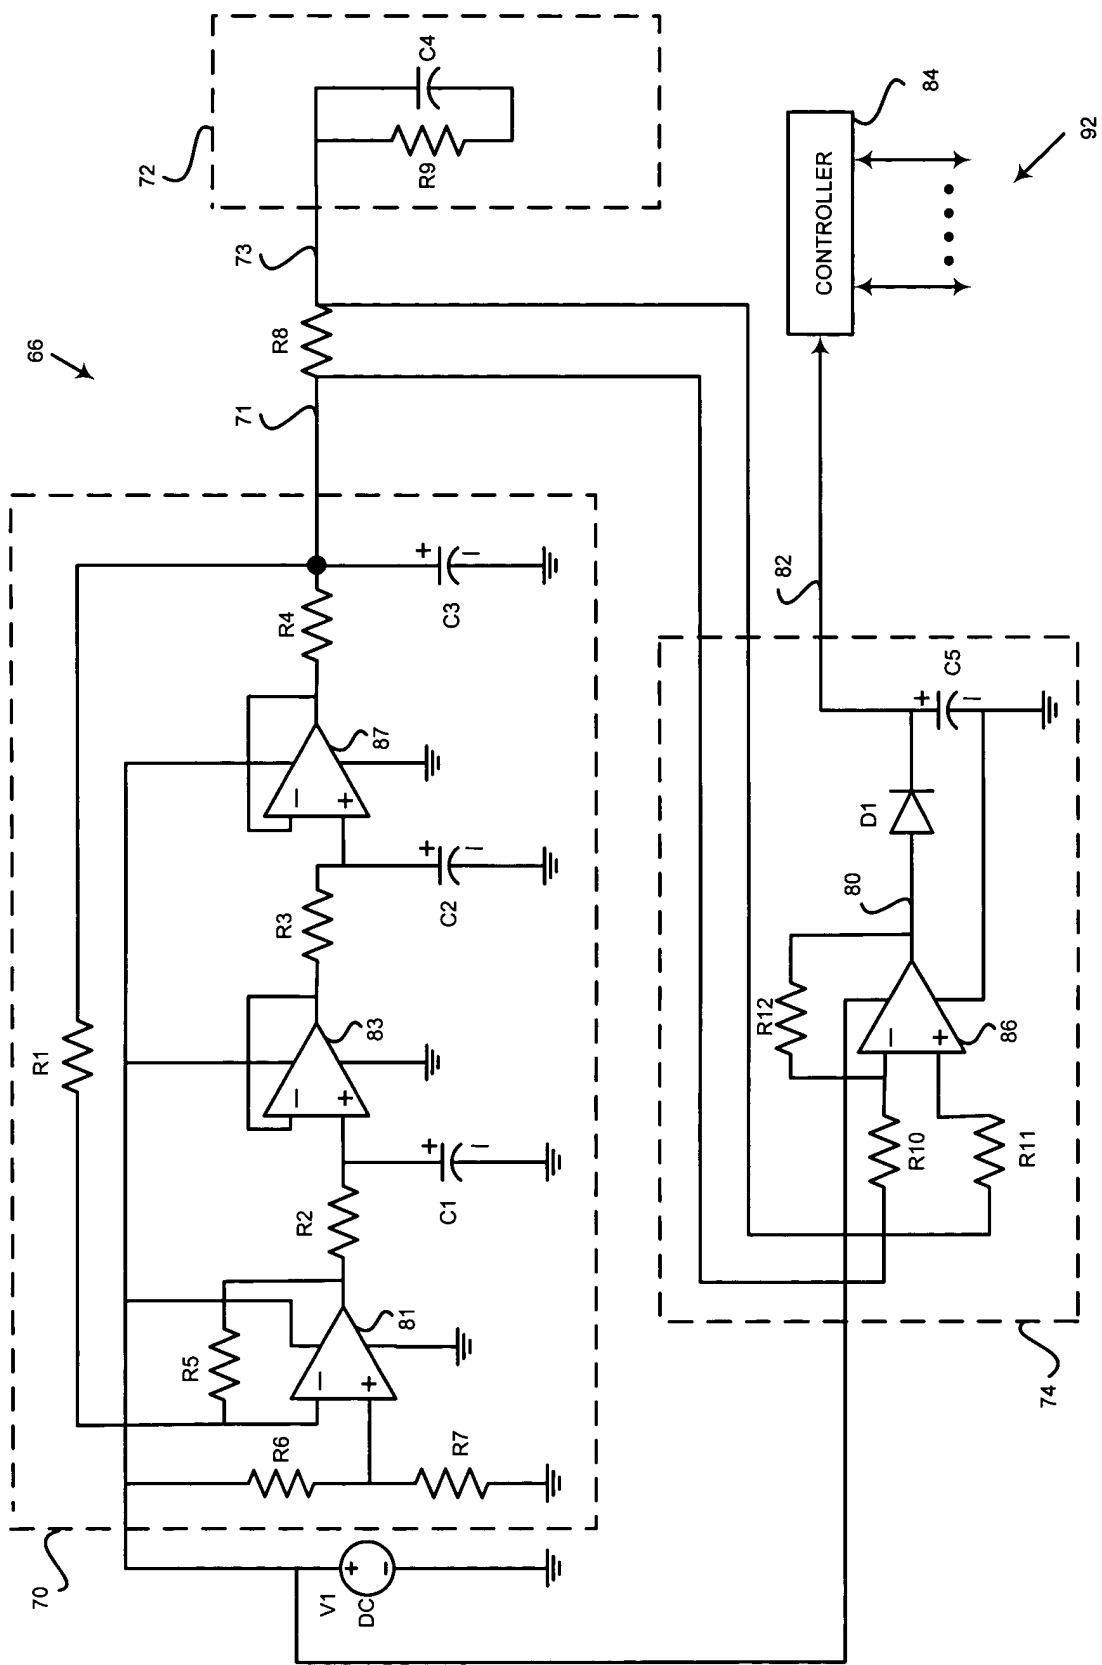 66
70
R1
R5
R6
R7
81
R2
C1
+
−
−
+
83
−
+
R3
C2
+
−
87
−
+
R4
C3
+
−
V1
DC
+
−
71
R8
73
72
R9
C4
74
R10
R11
R12
86
−
+
80
D1
C5
+
−
82
CONTROLLER
84
92